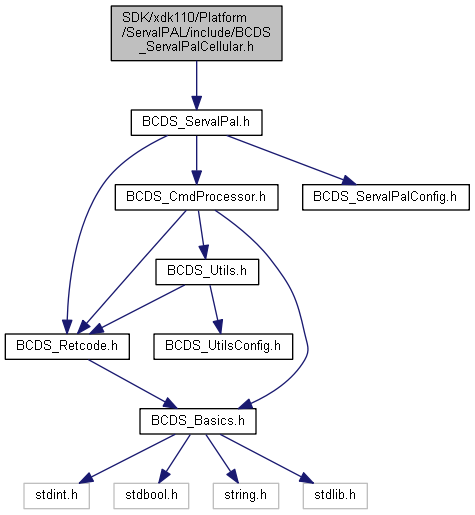 SDK/xdk110/Platform
/ServalPAL/include/BCDS
_ServalPalCellular.h
BCDS_ServalPal.h
BCDS_CmdProcessor.h
BCDS_ServalPalConfig.h
BCDS_Utils.h
BCDS_Retcode.h
BCDS_UtilsConfig.h
BCDS_Basics.h
stdint.h
stdbool.h
string.h
stdlib.h